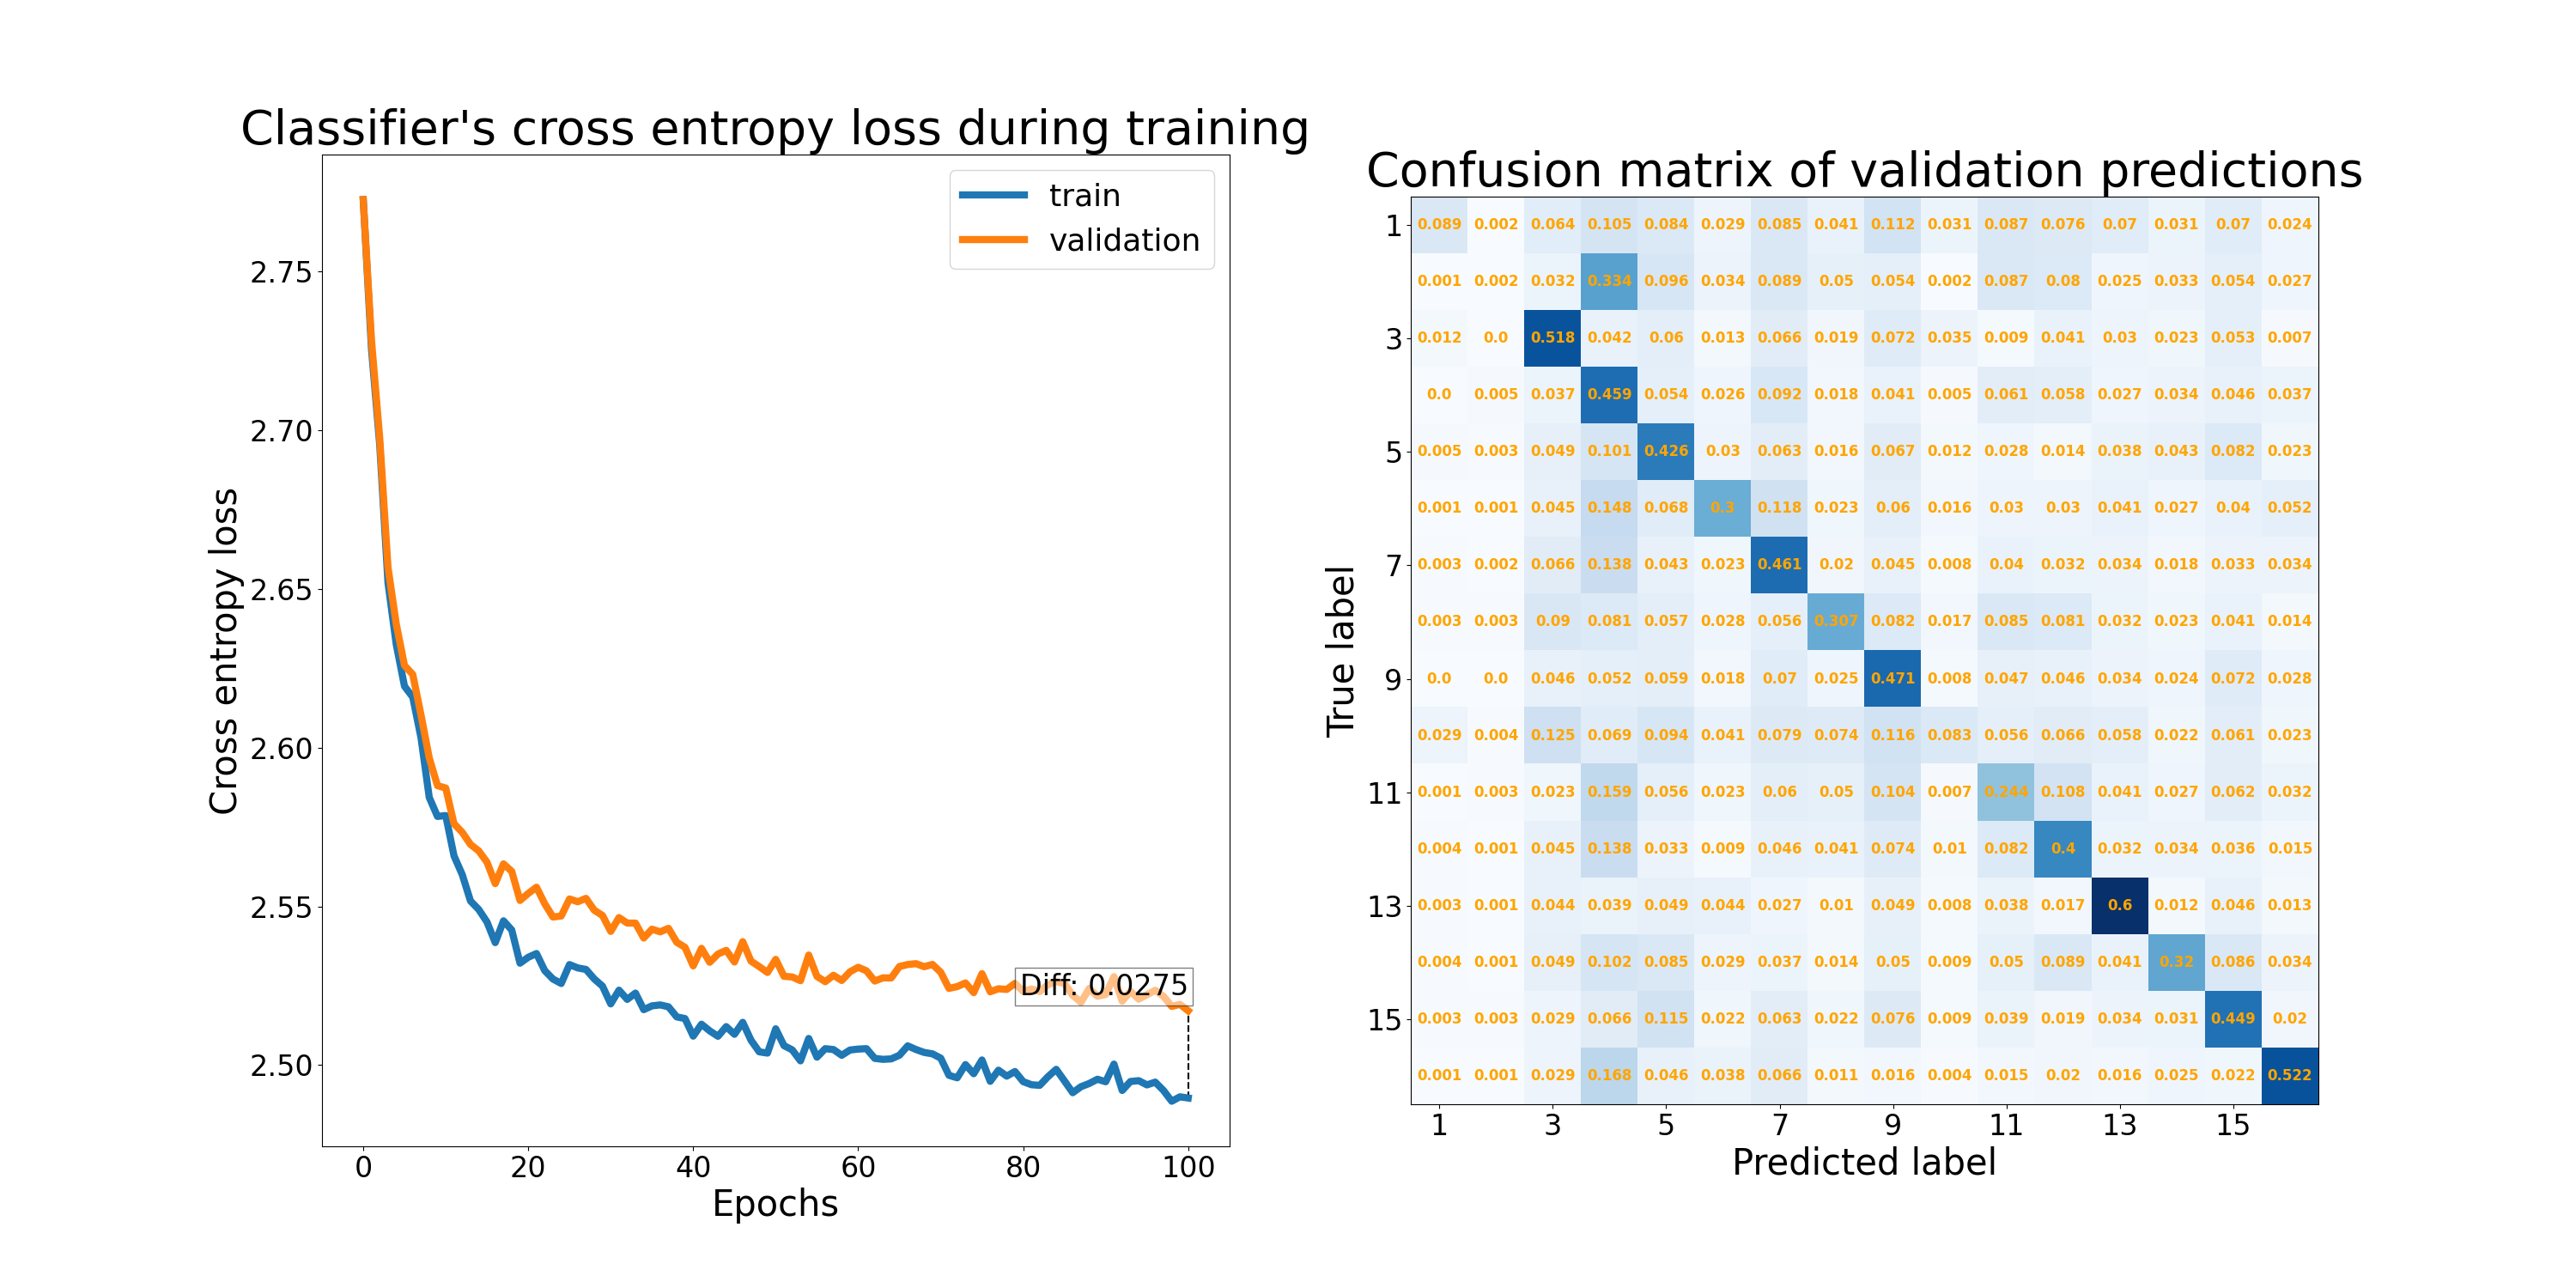 Classifier's cross entropy loss during training
train
validation
2.75
2.70
2.65
2.60
2.55
2.50
Cross entropy loss
Diff: 0.0275
0 20 40 60 80 100
Epochs
Confusion matrix of validation predictions
True label
1 0.089 0.002 0.064 0.105 0.084 0.029 0.085 0.041 0.112 0.031 0.087 0.076 0.07 0.031 0.07 0.024
0.001 0.002 0.032 0.334 0.096 0.034 0.089 0.05 0.054 0.002 0.087 0.08 0.025 0.033 0.054 0.027
3 0.012 0.0 0.518 0.042 0.06 0.013 0.066 0.019 0.072 0.035 0.009 0.041 0.03 0.023 0.053 0.007
0.0 0.005 0.037 0.459 0.054 0.026 0.092 0.018 0.041 0.005 0.061 0.058 0.027 0.034 0.046 0.037
5 0.005 0.003 0.049 0.101 0.426 0.03 0.063 0.016 0.067 0.012 0.028 0.014 0.038 0.043 0.082 0.023
0.001 0.001 0.045 0.148 0.068 0.3 0.118 0.023 0.06 0.016 0.03 0.03 0.041 0.027 0.04 0.052
7 0.003 0.002 0.066 0.138 0.043 0.023 0.461 0.02 0.045 0.008 0.04 0.032 0.034 0.018 0.033 0.034
0.003 0.003 0.09 0.081 0.057 0.028 0.056 0.307 0.082 0.017 0.085 0.081 0.032 0.023 0.041 0.014
9 0.0 0.0 0.046 0.052 0.059 0.018 0.07 0.025 0.471 0.008 0.047 0.046 0.034 0.024 0.072 0.028
0.029 0.004 0.125 0.069 0.094 0.041 0.079 0.074 0.116 0.083 0.056 0.066 0.058 0.022 0.061 0.023
11 0.001 0.003 0.023 0.159 0.056 0.023 0.06 0.05 0.104 0.007 0.244 0.108 0.041 0.027 0.062 0.032
0.004 0.001 0.045 0.138 0.033 0.009 0.046 0.041 0.074 0.01 0.082 0.4 0.032 0.034 0.036 0.015
13 0.003 0.001 0.044 0.039 0.049 0.044 0.027 0.01 0.049 0.008 0.038 0.017 0.6 0.012 0.046 0.013
0.004 0.001 0.049 0.102 0.085 0.029 0.037 0.014 0.05 0.009 0.05 0.089 0.041 0.32 0.086 0.034
15 0.003 0.003 0.029 0.066 0.115 0.022 0.063 0.022 0.076 0.009 0.039 0.019 0.034 0.031 0.449 0.02
0.001 0.001 0.029 0.168 0.046 0.038 0.066 0.011 0.016 0.004 0.015 0.02 0.016 0.025 0.022 0.522
1 3 5 7 9 11 13 15
Predicted label